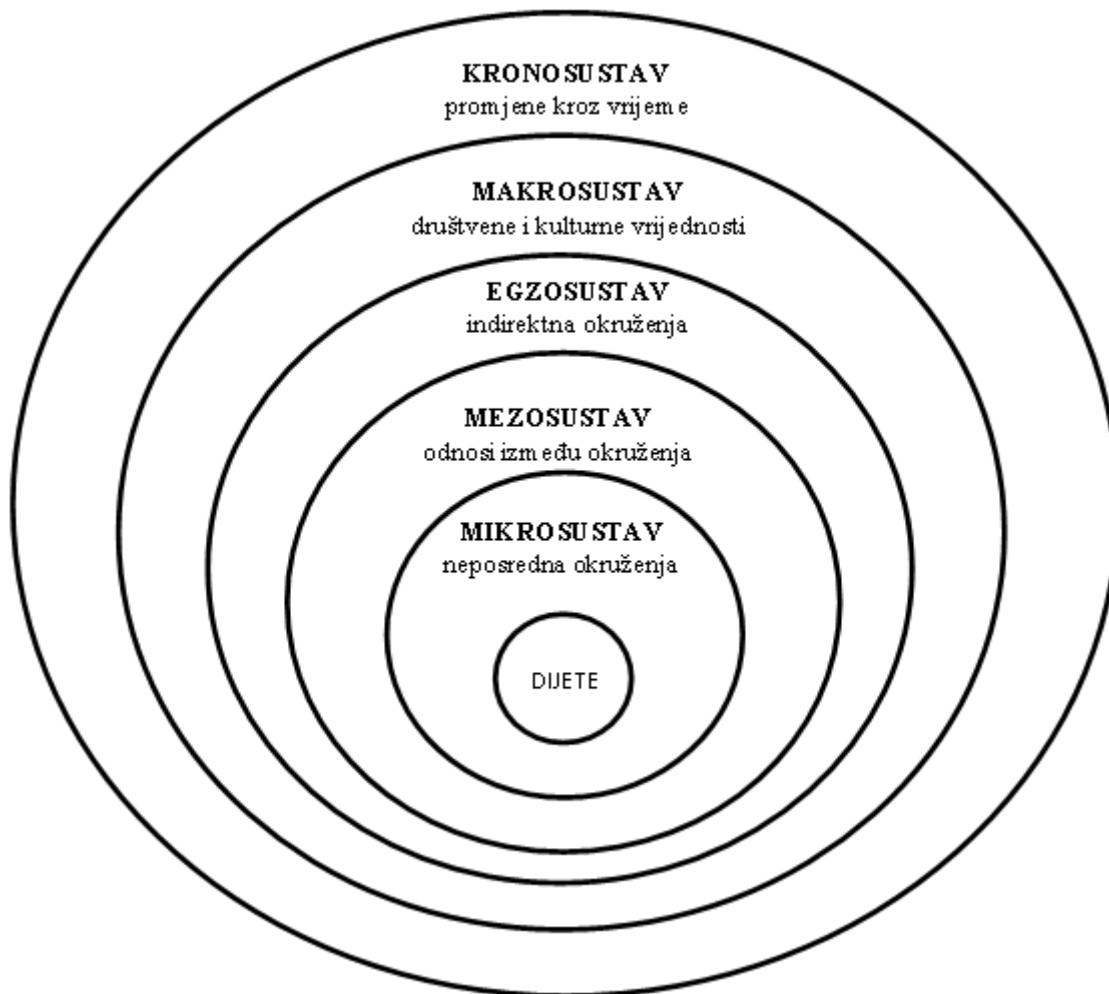 KRONOSUSTAV
promjene kroz vrijeme
MAKROSUSTAV
društvene i kulturne vrijednosti
EGZOSUSTAV
indirektna okruženja
MEZOSUSTAV
odnosi između okruženja
MIKROSUSTAV
neposredna okruženja
DIJETE